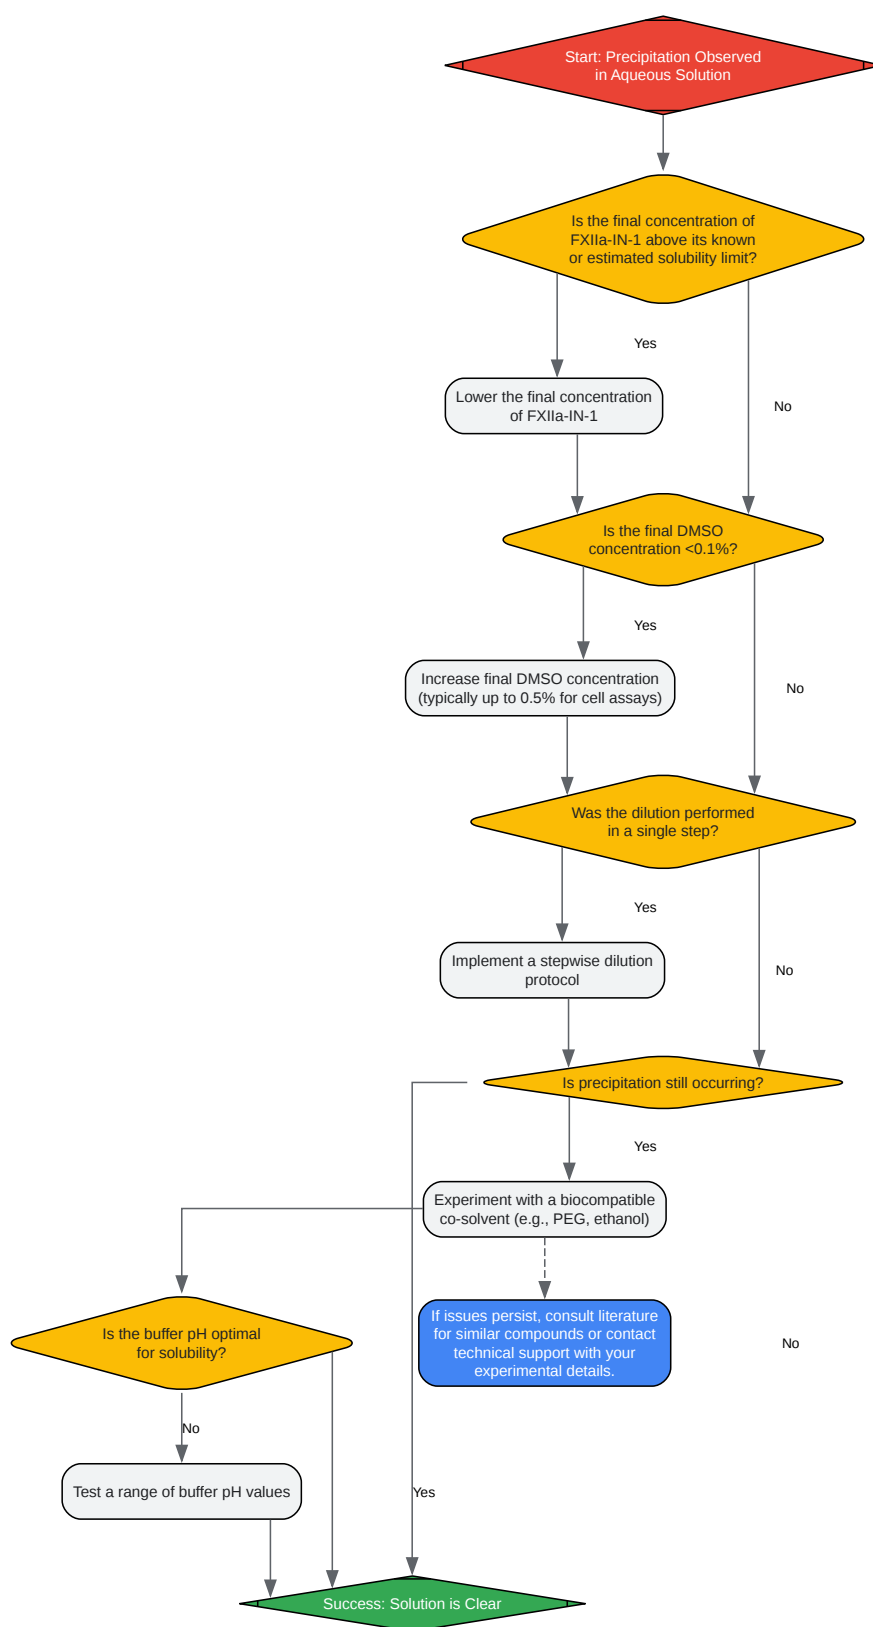 Start: Precipitation Observed
in Aqueous Solution
Is the final concentration of
FXIIa-IN-1 above its known
or estimated solubility limit?
Yes
Lower the final concentration
of FXIIa-IN-1
No
Is the final DMSO
concentration <0.1%?
Yes
Increase final DMSO concentration
(typically up to 0.5% for cell assays)
No
Was the dilution performed
in a single step?
Yes
Implement a stepwise dilution
protocol
No
Is precipitation still occurring?
Yes
Experiment with a biocompatible
co-solvent (e.g., PEG, ethanol)
If issues persist, consult literature
for similar compounds or contact
technical support with your
experimental details.
No
Is the buffer pH optimal
for solubility?
No
Test a range of buffer pH values
Yes
Success: Solution is Clear